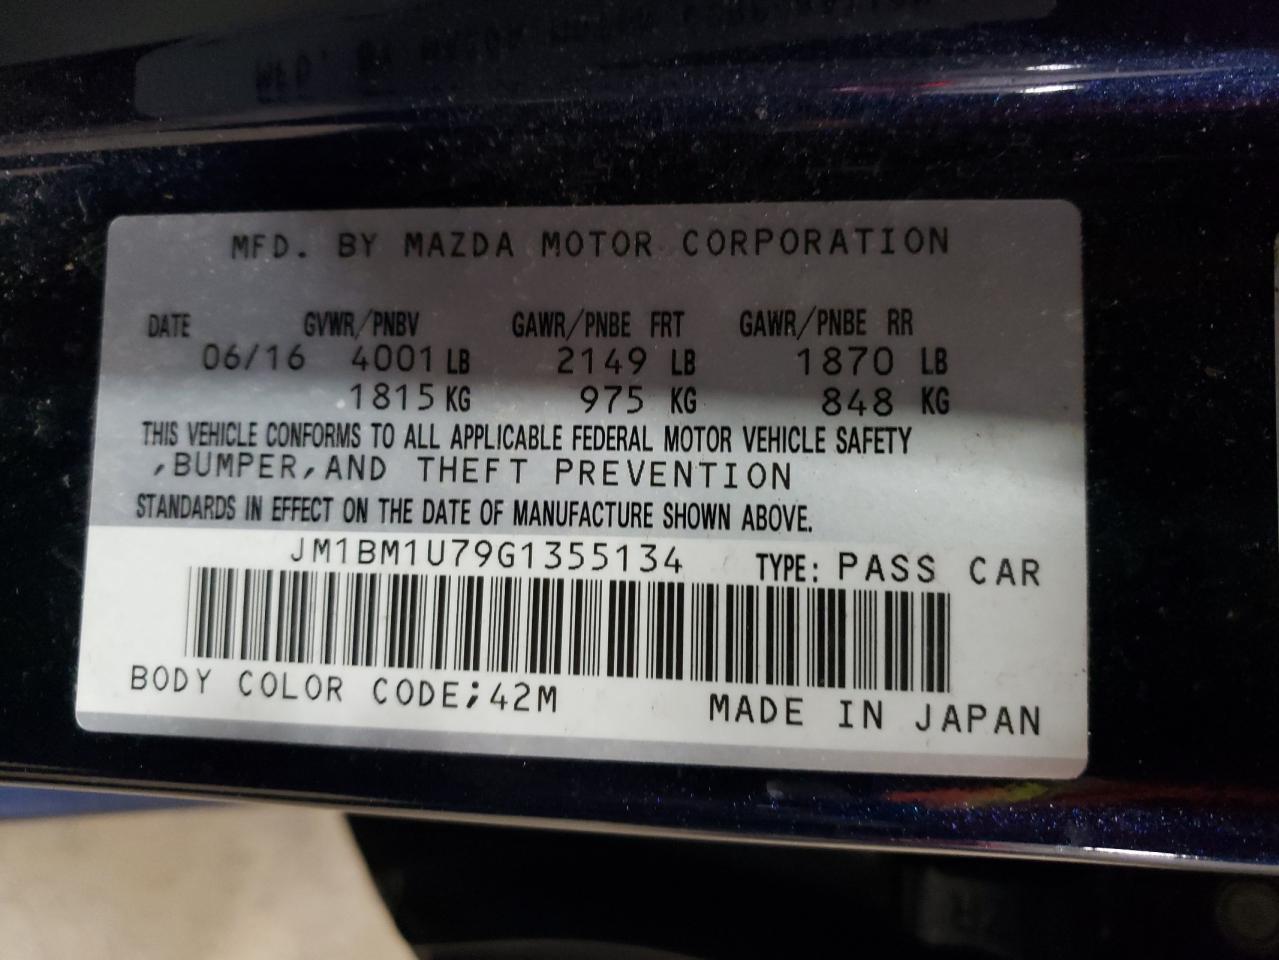 MFD. BY MAZDA MOTOR CORPORATION
DATE GVWR/PNBV GAWR/PNBE FRT GAWR/PNBE RR
06/16 4001 LB 2149 LB 1870 LB
1815 KG 975 KG 848 KG
THIS VEHICLE CONFORMS TO ALL APPLICABLE FEDERAL MOTOR VEHICLE SAFETY
,BUMPER,AND THEFT PREVENTION
STANDARDS IN EFFECT ON THE DATE OF MANUFACTURE SHOWN ABOVE.
JM1BM1U79G1355134 TYPE: PASS CAR
BODY COLOR CODE;42M MADE IN JAPAN